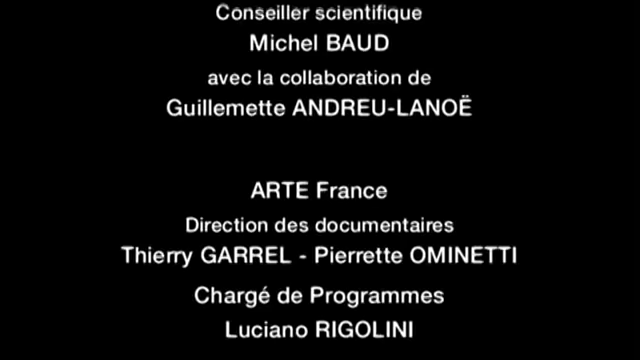 Conseiller scientifique
Michel BAUD
avec la collaboration de
Guillemette ANDREU-LANOË
ARTE France
Direction des documentaires
Thierry GARREL - Pierrette OMINETTI
Chargé de Programmes
Luciano RIGOLINI